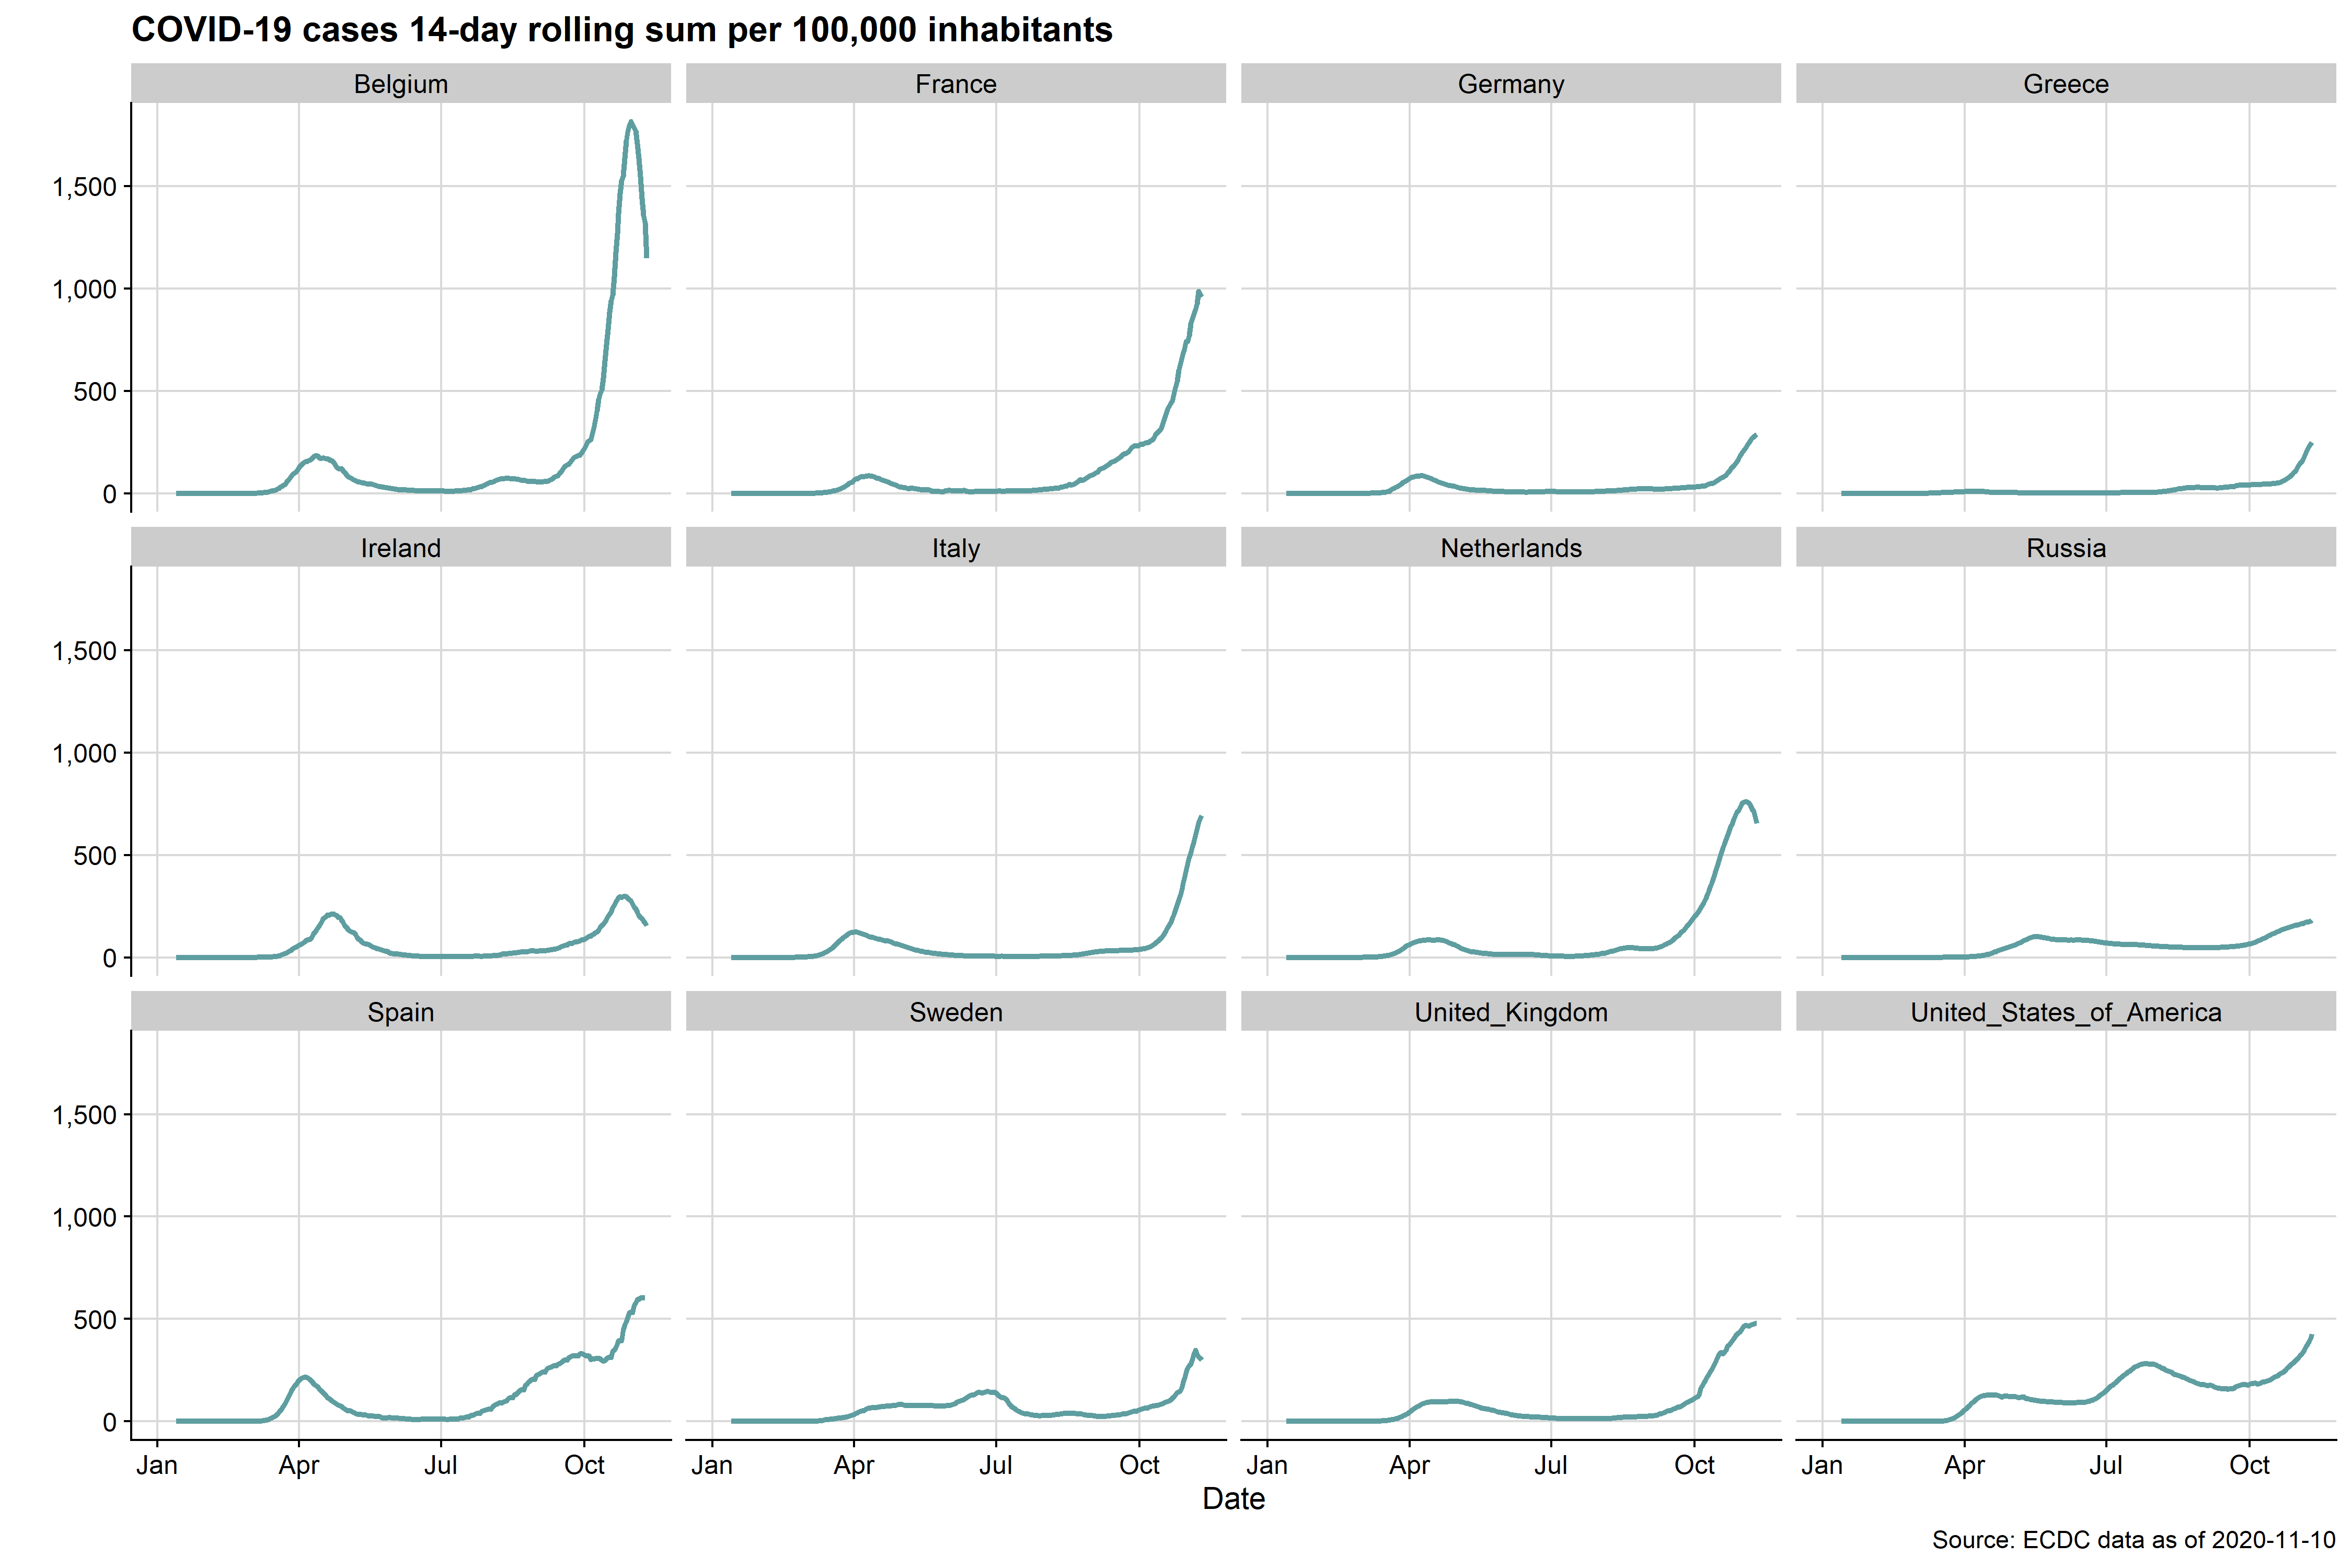 COVID-19 cases 14-day rolling sum per 100,000 inhabitants
Belgium France Germany Greece
1,500
1,000
500
0
Ireland Italy Netherlands Russia
1,500
1,000
500
0
Spain Sweden United_Kingdom United_States_of_America
1,500
1,000
500
0
Jan Apr Jul Oct Jan Apr Jul Oct Jan Apr Jul Oct Jan Apr Jul Oct
Date
Source: ECDC data as of 2020-11-10